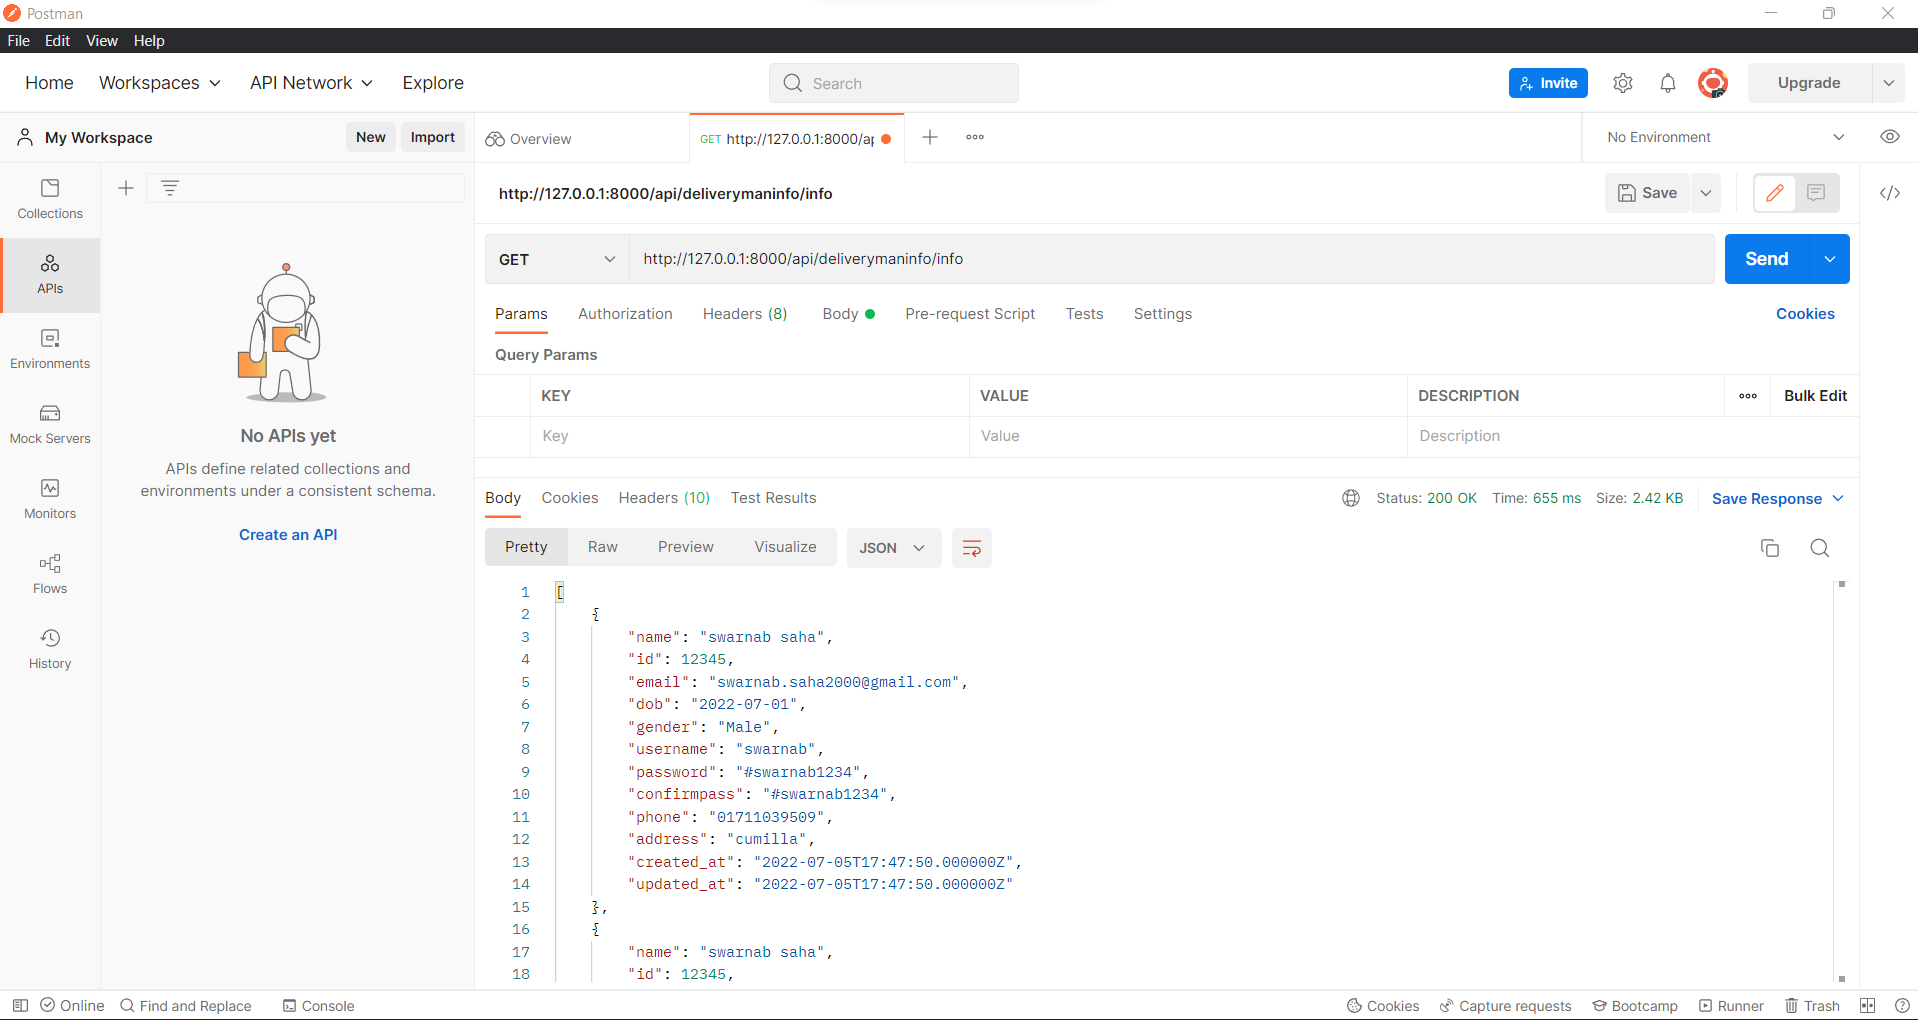 Postman
File Edit View Help
Home Workspaces API Network Explore Search Invite Upgrade
My Workspace New Import Overview GET http://127.0.0.1:8000/ap No Environment
http://127.0.0.1:8000/api/deliverymaninfo/info Save
GET http://127.0.0.1:8000/api/deliverymaninfo/info Send
Params Authorization Headers (8) Body Pre-request Script Tests Settings Cookies
Query Params
KEY VALUE DESCRIPTION Bulk Edit
Key Value Description
Collections
APIs
Environments
Mock Servers
Monitors
Flows
History
No APIs yet
APIs define related collections and
environments under a consistent schema.
Create an API
Body Cookies Headers (10) Test Results Status: 200 OK Time: 655 ms Size: 2.42 KB Save Response
Pretty Raw Preview Visualize JSON
1 [
2 {
3 "name": "swarnab saha",
4 "id": 12345,
5 "email": "swarnab.saha2000@gmail.com",
6 "dob": "2022-07-01",
7 "gender": "Male",
8 "username": "swarnab",
9 "password": "#swarnab1234",
10 "confirmpass": "#swarnab1234",
11 "phone": "01711039509",
12 "address": "cumilla",
13 "created_at": "2022-07-05T17:47:50.000000Z",
14 "updated_at": "2022-07-05T17:47:50.000000Z"
15 },
16 {
17 "name": "swarnab saha",
18 "id": 12345,
Online Find and Replace Console Cookies Capture requests Bootcamp Runner Trash